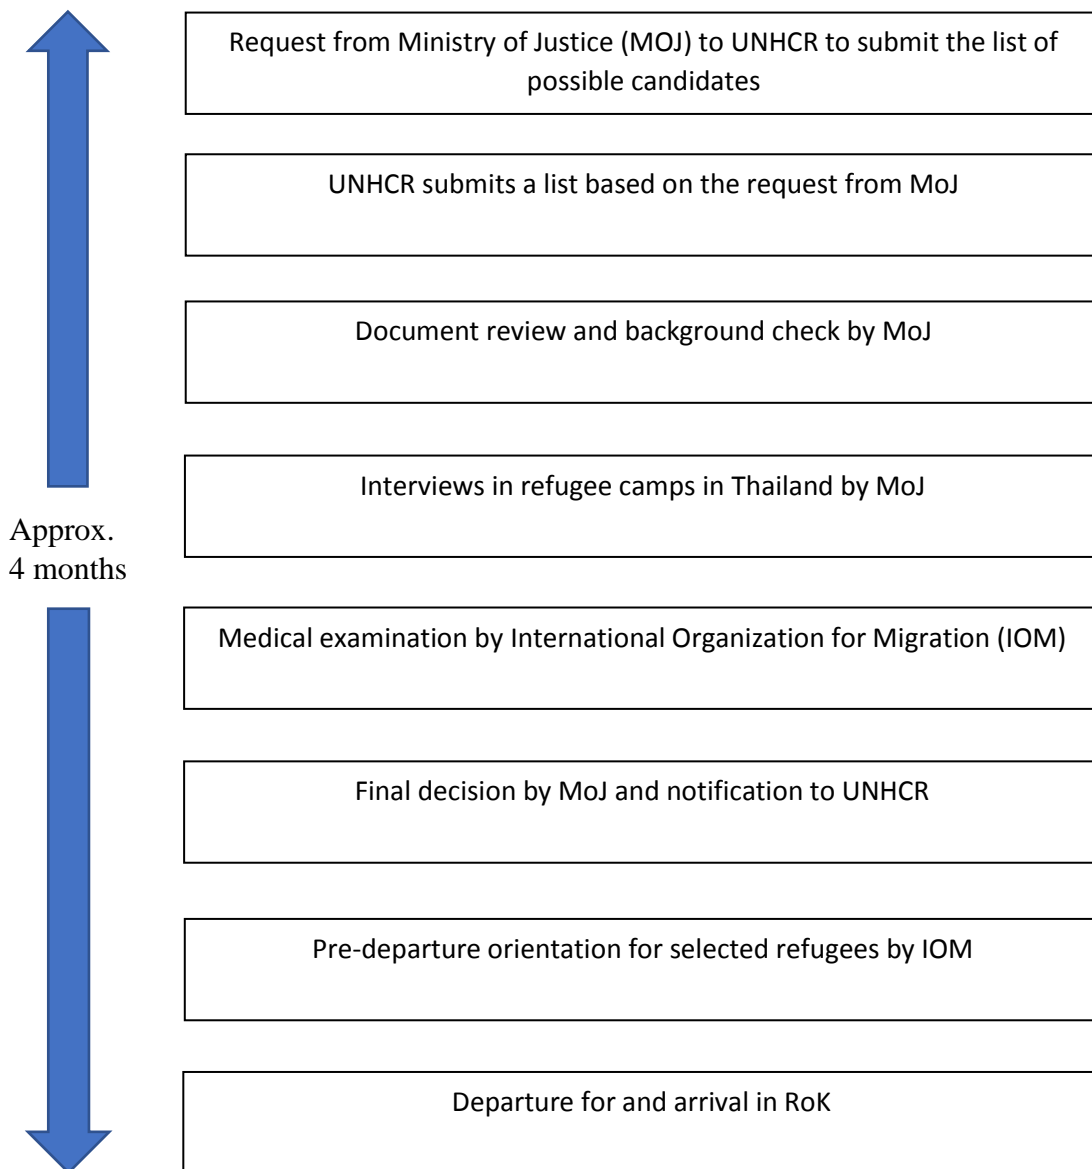 Request from Ministry of Justice (MOJ) to UNHCR to submit the list of
possible candidates
UNHCR submits a list based on the request from MoJ
Document review and background check by MoJ
Interviews in refugee camps in Thailand by MoJ
Approx.
4 months
Medical examination by International Organization for Migration (IOM)
Final decision by MoJ and notification to UNHCR
Pre-departure orientation for selected refugees by IOM
Departure for and arrival in RoK